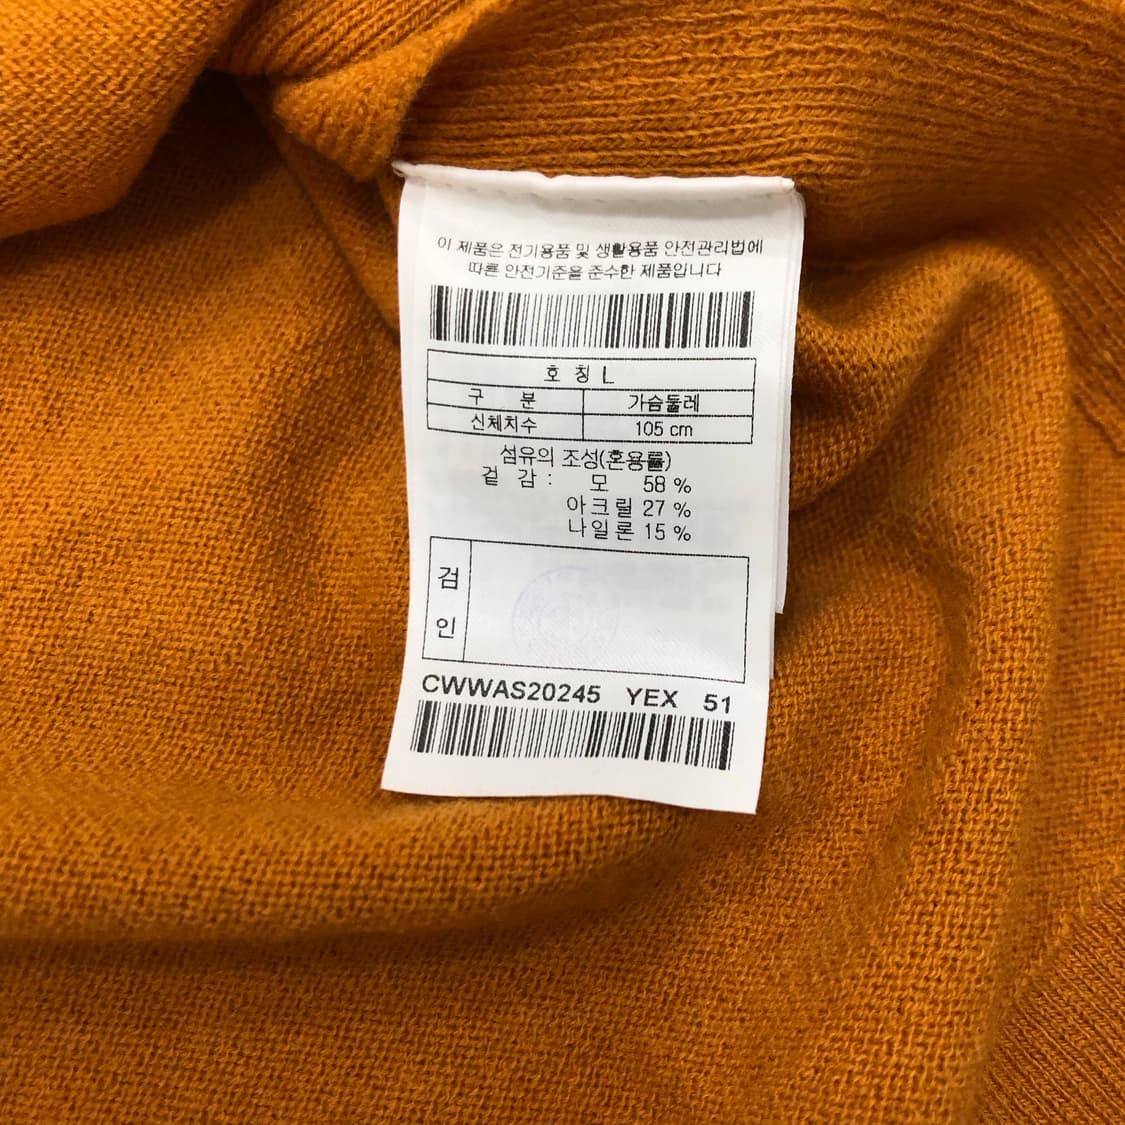 이 제품은 전기용품 및 생활용품 안전관리법에
따른 안전기준을 준수한 제품입니다
호 칭 L
구 분 가슴둘레
신체치수 105 cm
섬유의 조성(혼용률)
겉 감 : 모 58 %
아크릴 27 %
나일론 15 %
검
인
CWWAS20245 YEX 51